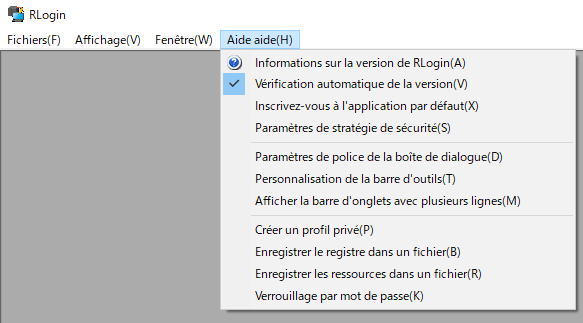 RLogin
Fichiers(F) Affichage(V) Fenêtre(W) Aide aide(H)
Informations sur la version de RLogin(A)
Vérification automatique de la version(V)
Inscrivez-vous à l'application par défaut(X)
Paramètres de stratégie de sécurité(S)
Paramètres de police de la boîte de dialogue(D)
Personnalisation de la barre d'outils(T)
Afficher la barre d'onglets avec plusieurs lignes(M)
Créer un profil privé(P)
Enregistrer le registre dans un fichier(B)
Enregistrer les ressources dans un fichier(R)
Verrouillage par mot de passe(K)